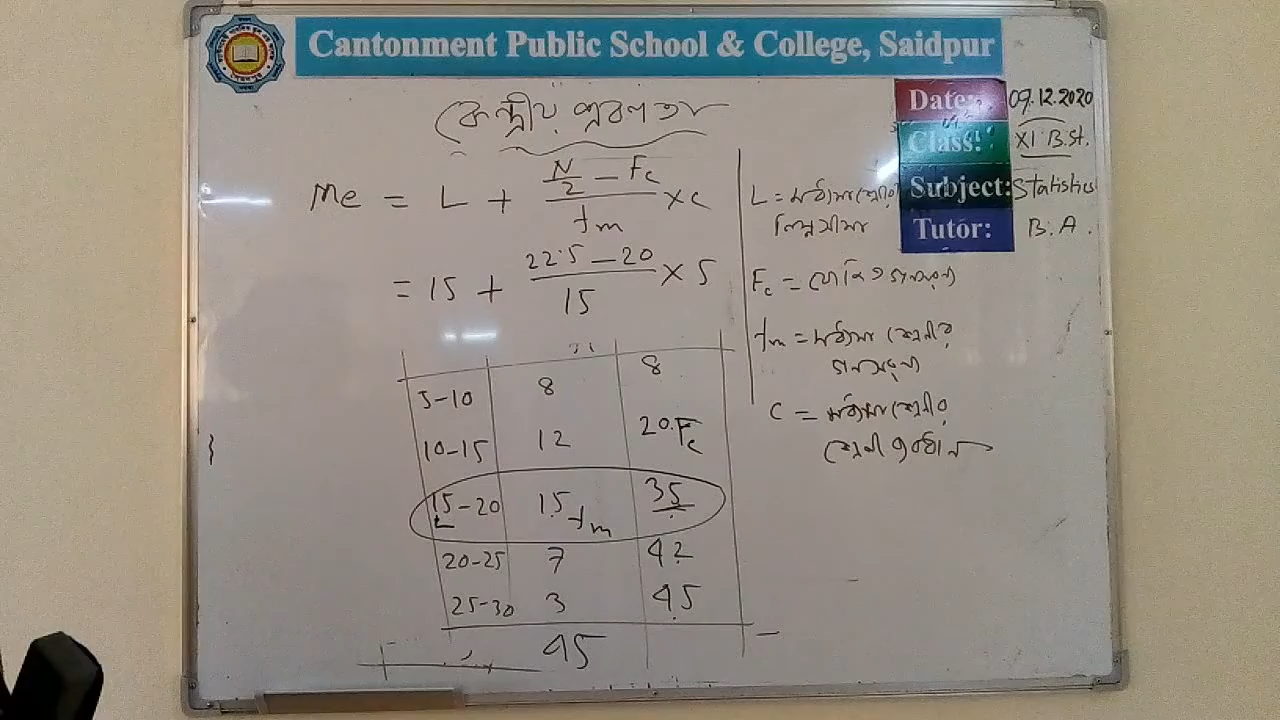 Cantonment Public School & College, Saidpur
Date: 09.12.2020
Class: XI B.St.
Subject: Statistics
Tutor: B.A.
কেন্দ্রীয় প্রবণতা
Me = L + (N/2 – Fc)/fm × c
= 15 + (22.5 – 20)/15 × 5
5–10 8 8
10–15 12 20 Fc
15–20 15 fm 35
L
20–25 7 42
25–30 3 45
45
L = মধ্যমা শ্রেণীর
নিম্নসীমা
Fc = যোজিত গনসংখ্যা
fm = মধ্যমা শ্রেণীর
গনসংখ্যা
c = মধ্যমা শ্রেণীর
শ্রেণী ব্যবধান